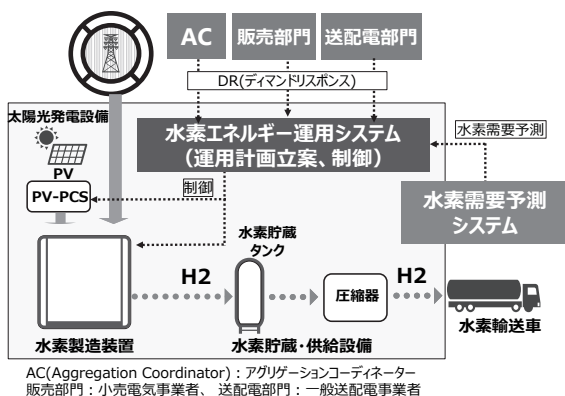 AC
販売部門
送配電部門
DR(ディマンドリスポンス)
太陽光発電設備
PV
PV-PCS
水素エネルギー運用システム
(運用計画立案、制御)
水素需要予測
制御
水素需要予測
システム
水素貯蔵
タンク
H2
圧縮器
H2
水素製造装置
水素貯蔵・供給設備
水素輸送車
AC(Aggregation Coordinator):アグリゲーションコーディネーター
販売部門:小売電気事業者、 送配電部門:一般送配電事業者